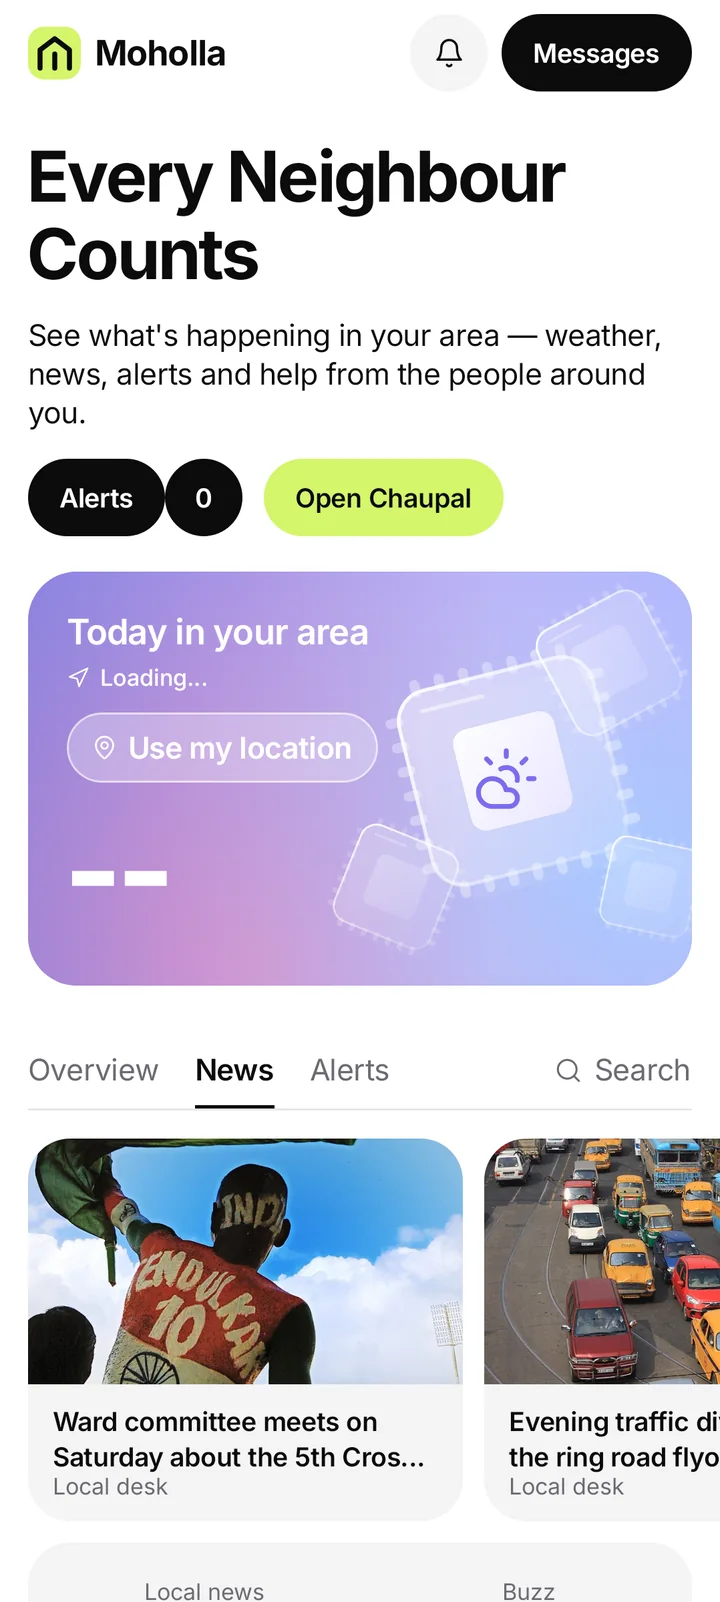 Moholla
Messages
Every Neighbour
Counts
See what's happening in your area — weather,
news, alerts and help from the people around
you.
Alerts
0
Open Chaupal
Today in your area
Loading...
Use my location
Overview
News
Alerts
Search
TENDULKAR
10
Ward committee meets on
Saturday about the 5th Cros...
Local desk
Evening traffic
the ring road
Local desk
Local news
Buzz